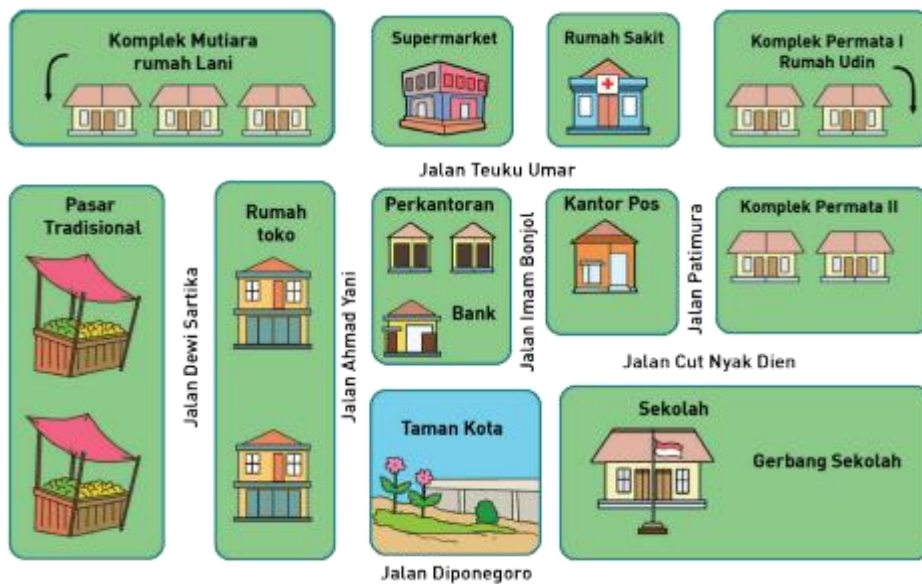 Komplek Mutiara
rumah Lani
Supermarket
Rumah Sakit
Komplek Permata I
Rumah Udin
Jalan Teuku Umar
Pasar
Tradisional
Jalan Dewi Sartika
Rumah
toko
Jalan Ahmad Yani
Perkantoran
Bank
Jalan Imam Bonjol
Kantor Pos
Jalan Patimura
Komplek Permata II
Jalan Cut Nyak Dien
Taman Kota
Sekolah
Gerbang Sekolah
Jalan Diponegoro